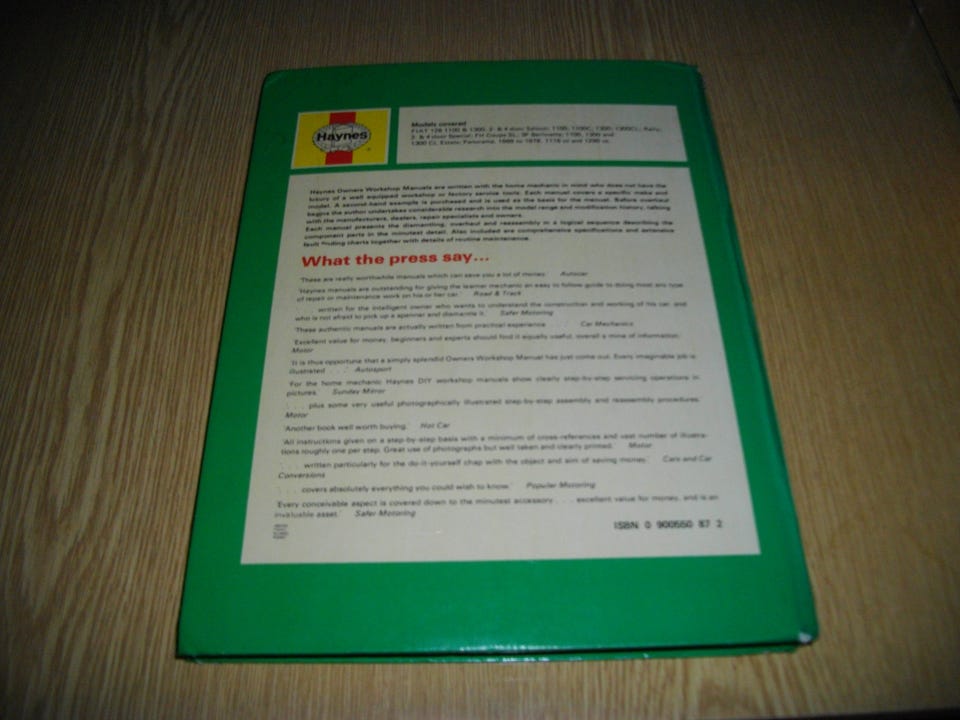 Haynes
Models covered
FIAT 128 1100 & 1300. 2- & 4-door Saloon; 1100, 1100C, 1300, 1300CL; Rally;
2- & 4-door Special; FH Coupe SL; 3P Berlinetta; 1100, 1300 and
1300 CL Estate; Panorama. 1969 to 1978. 1116 cc and 1290 cc.
Haynes Owners Workshop Manuals are written with the home mechanic in mind who does not have the
luxury of a well equipped workshop or factory service tools. Each manual covers a specific make and
model. A second-hand example is purchased and is used as the basis for the manual. Before overhaul
begins the author undertakes considerable research into the model range and modification history, talking
with the manufacturers, dealers, repair specialists and owners.
Each manual presents the dismantling, overhaul and reassembly in a logical sequence describing the
component parts in the minutest detail. Also included are comprehensive specifications and extensive
fault finding charts together with details of routine maintenance.
What the press say...
'These are really worthwhile manuals which can save you a lot of money.' Autocar
'Haynes manuals are outstanding for giving the learner mechanic an easy to follow guide to doing most any type
of repair or maintenance work on his or her car.' Road & Track
'. . . written for the intelligent owner who wants to understand the construction and working of his car and
who is not afraid to pick up a spanner and dismantle it.' Safer Motoring
'These authentic manuals are actually written from practical experience . . .' Car Mechanics
'Excellent value for money, beginners and experts should find it equally useful, overall a mine of information.'
Motor
'It is thus opportune that a simply splendid Owners Workshop Manual has just come out. Every imaginable job is
illustrated . . .' Autosport
'For the home mechanic Haynes DIY workshop manuals show clearly step-by-step servicing operations in
pictures.' Sunday Mirror
'. . . plus some very useful photographically illustrated step-by-step assembly and reassembly procedures.'
Motor
'Another book well worth buying.' Hot Car
'All instructions given on a step-by-step basis with a minimum of cross-references and vast number of illustra-
tions roughly one per step. Great use of photographs but well taken and clearly printed.' Motor
'. . . written particularly for the do-it-yourself chap with the object and aim of saving money.' Cars and Car
Conversions
'. . . covers absolutely everything you could wish to know.' Popular Motoring
'Every conceivable aspect is covered down to the minutest accessory . . . excellent value for money, and is an
invaluable asset.' Safer Motoring
ISBN 0 900550 87 2